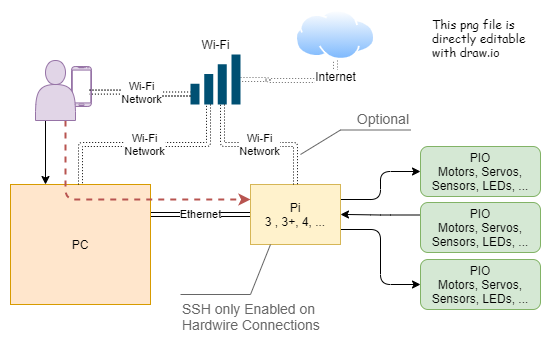 This png file is
directly editable
with draw.io
Wi-Fi
Internet
Wi-Fi
Network
Optional
Wi-Fi
Network
Wi-Fi
Network
PIO
Motors, Servos,
Sensors, LEDs, ...
PC
Ethernet
Pi
3 , 3+, 4, ...
PIO
Motors, Servos,
Sensors, LEDs, ...
PIO
Motors, Servos,
Sensors, LEDs, ...
SSH only Enabled on
Hardwire Connections